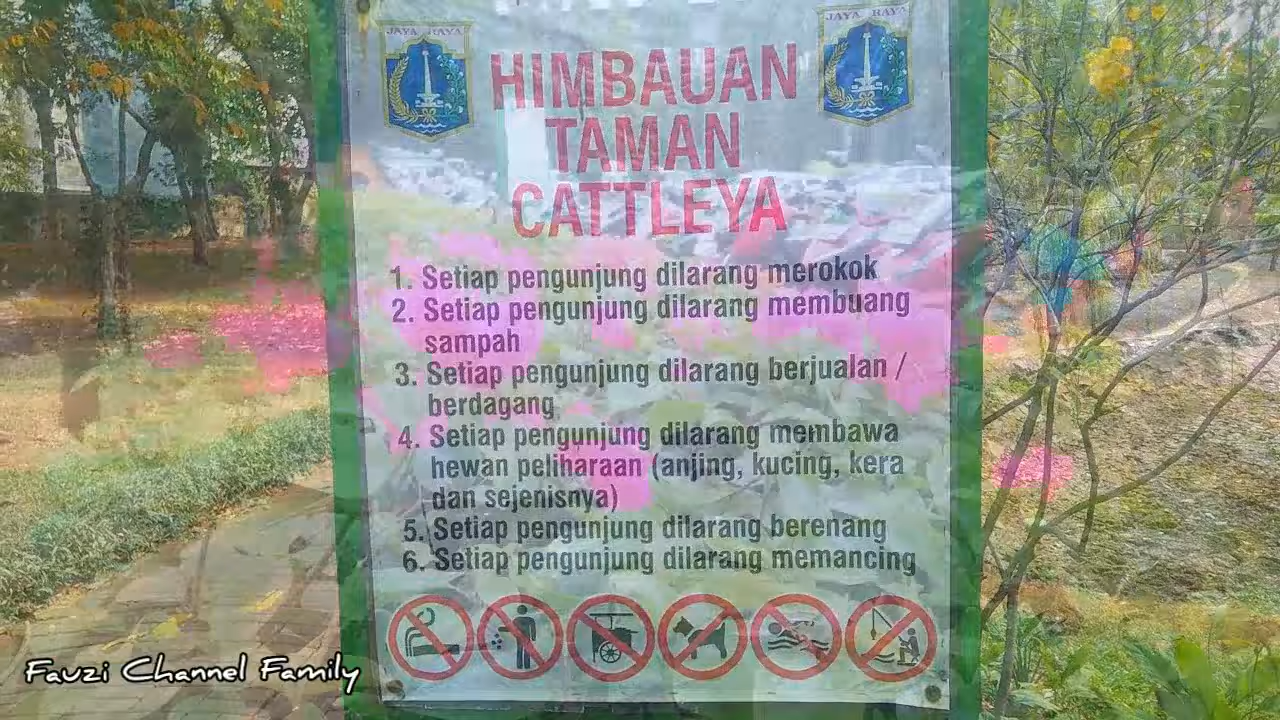 JAYA RAYA
JAYA RAYA
HIMBAUAN
TAMAN
CATTLEYA
1. Setiap pengunjung dilarang merokok
2. Setiap pengunjung dilarang membuang
sampah
3. Setiap pengunjung dilarang berjualan /
berdagang
4. Setiap pengunjung dilarang membawa
hewan peliharaan (anjing, kucing, kera
dan sejenisnya)
5. Setiap pengunjung dilarang berenang
6. Setiap pengunjung dilarang memancing
Fauzi Channel Family